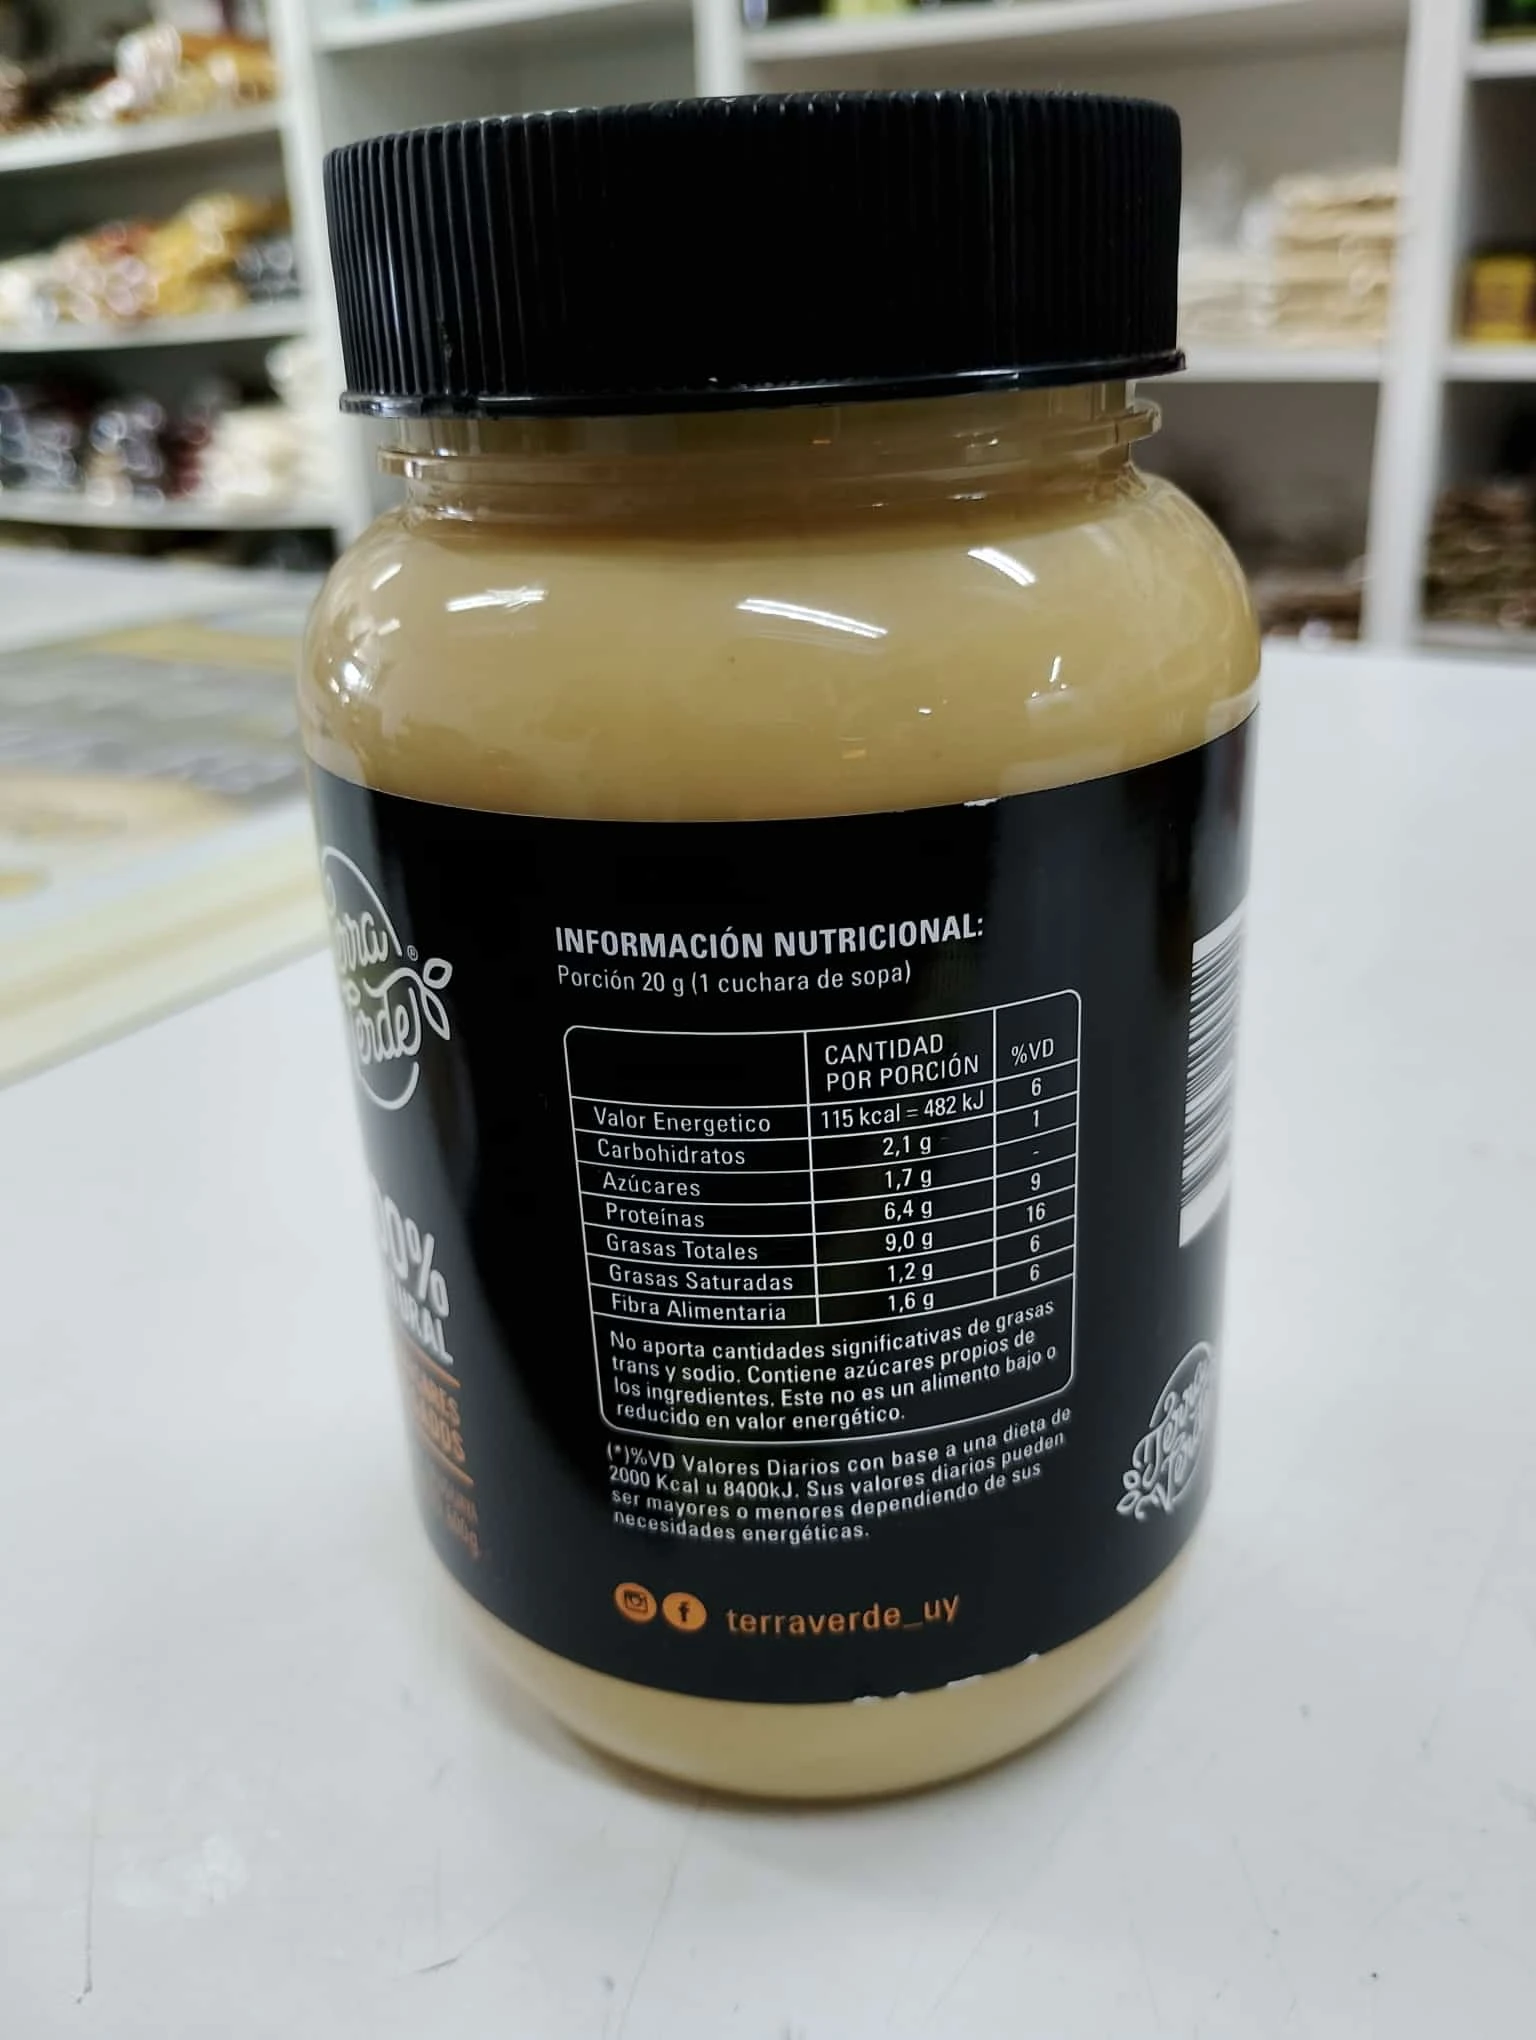 INFORMACIÓN NUTRICIONAL:
Porción 20 g (1 cuchara de sopa)
CANTIDAD
POR PORCIÓN
%VD
Valor Energetico 115 kcal = 482 kJ 6
Carbohidratos 2,1 g 1
Azúcares 1,7 g -
Proteínas 6,4 g 9
Grasas Totales 9,0 g 16
Grasas Saturadas 1,2 g 6
Fibra Alimentaria 1,6 g 6
No aporta cantidades significativas de grasas
trans y sodio. Contiene azúcares propios de
los ingredientes. Este no es un alimento bajo o
reducido en valor energético.
(*)%VD Valores Diarios con base a una dieta de
2000 Kcal u 8400kJ. Sus valores diarios pueden
ser mayores o menores dependiendo de sus
necesidades energéticas.
terraverde_uy